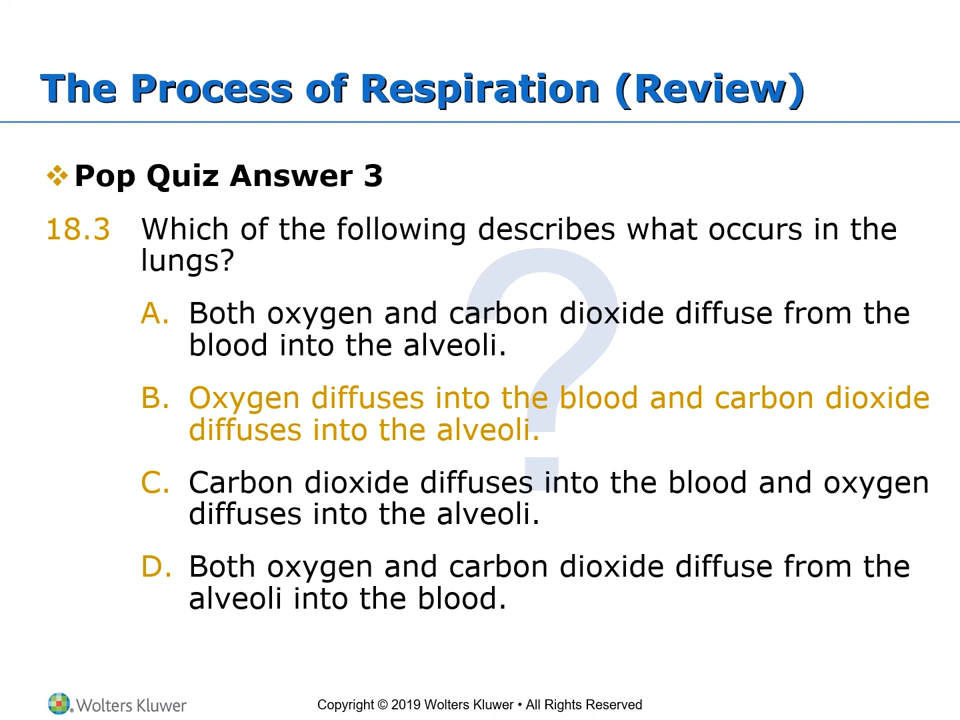 The Process of Respiration (Review)
❖ Pop Quiz Answer 3
18.3 Which of the following describes what occurs in the
lungs?
A. Both oxygen and carbon dioxide diffuse from the
blood into the alveoli.
B. Oxygen diffuses into the blood and carbon dioxide
diffuses into the alveoli.
C. Carbon dioxide diffuses into the blood and oxygen
diffuses into the alveoli.
D. Both oxygen and carbon dioxide diffuse from the
alveoli into the blood.
?
Wolters Kluwer
Copyright © 2019 Wolters Kluwer • All Rights Reserved